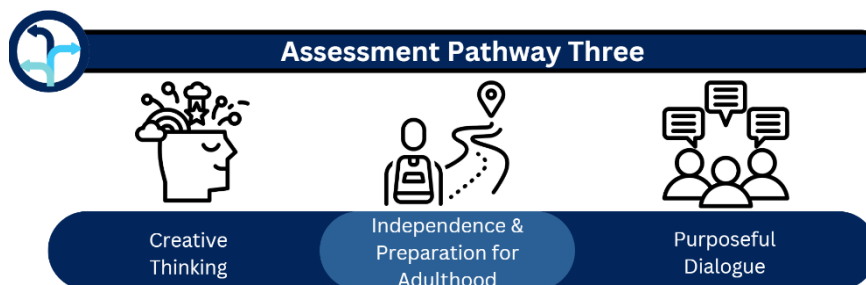 Assessment Pathway Three
Creative
Thinking
Independence &
Preparation for
Adulthood
Purposeful
Dialogue